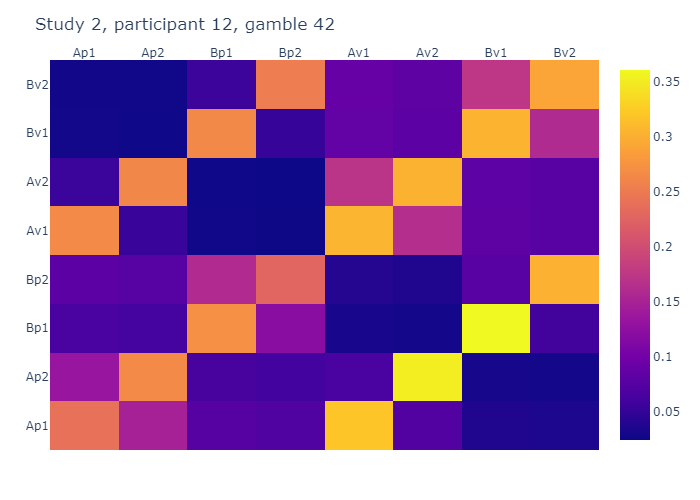 Study 2, participant 12, gamble 42
Ap1 Ap2 Bp1 Bp2 Av1 Av2 Bv1 Bv2
Bv2
Bv1
Av2
Av1
Bp2
Bp1
Ap2
Ap1
0.35
0.3
0.25
0.2
0.15
0.1
0.05